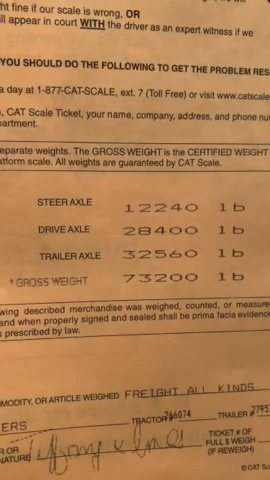 ht fine if our scale is wrong, OR
ll appear in court WITH the driver as an expert witness if we
YOU SHOULD DO THE FOLLOWING TO GET THE PROBLEM RES
a day at 1-877-CAT-SCALE, ext. 7 (Toll Free) or visit www.catscale
, CAT Scale Ticket, your name, company, address, and phone nu
partment.
eparate weights. The GROSS WEIGHT is the CERTIFIED WEIGHT
atform scale. All weights are guaranteed by CAT Scale.
STEER AXLE 12240 lb
DRIVE AXLE 28400 lb
TRAILER AXLE 32560 lb
* GROSS WEIGHT 73200 lb
wing described merchandise was weighed, counted, or measure
and when properly signed and sealed shall be prima facia evidence
s prescribed by law.
MODITY, OR ARTICLE WEIGHED FREIGHT ALL KINDS
ERS TRACTOR# TRAILER #
R OR
NATURE
TICKET # OF
FULL $ WEIGH
(IF REWEIGH)
© CAT Sca